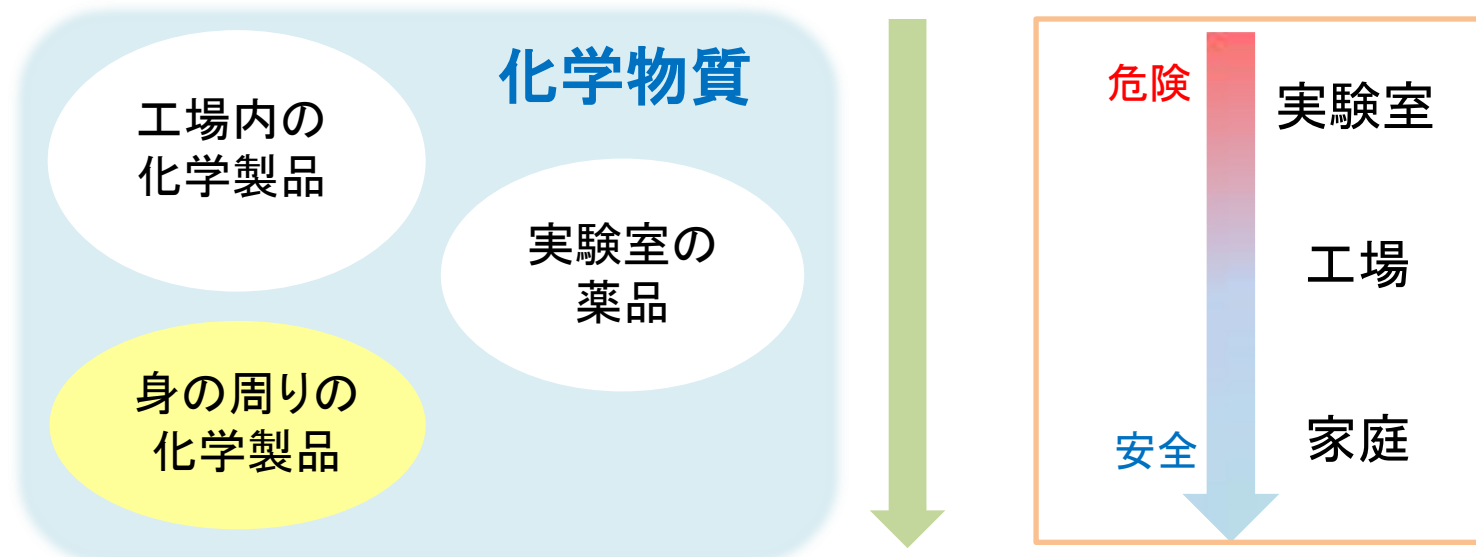 化学物質
工場内の
化学製品
実験室の
薬品
身の周りの
化学製品
危険
実験室
工場
安全
家庭